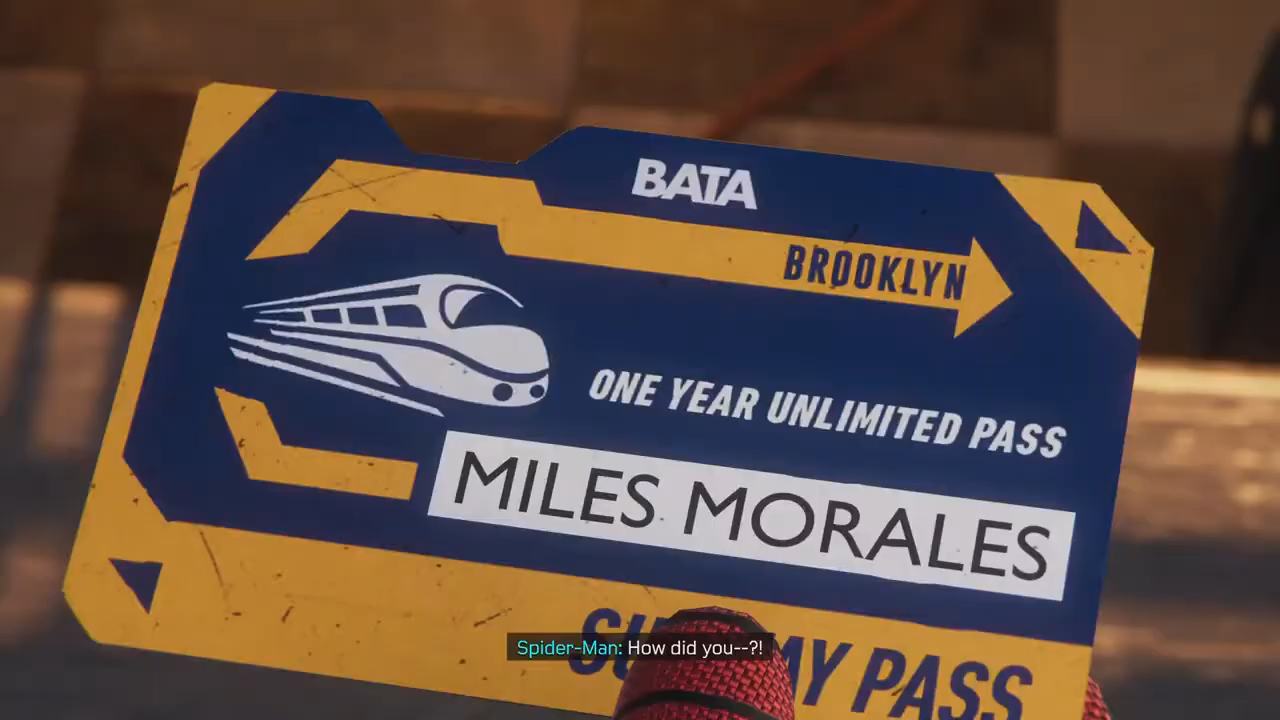 BATA
BROOKLYN
ONE YEAR UNLIMITED PASS
MILES MORALES
PASS
Spider-Man: How did you--?!